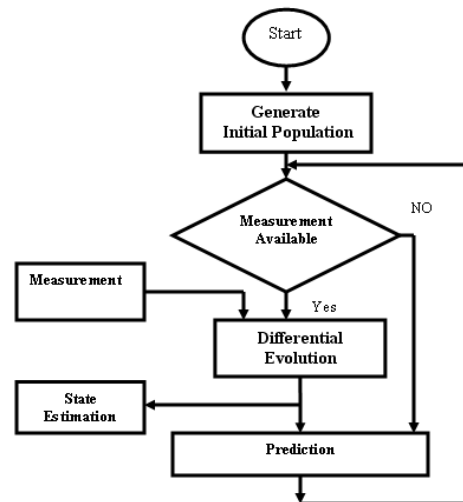 Start
Generate
Initial Population
Measurement
Available
NO
Measurement
Yes
Differential
Evolution
State
Estimation
Prediction